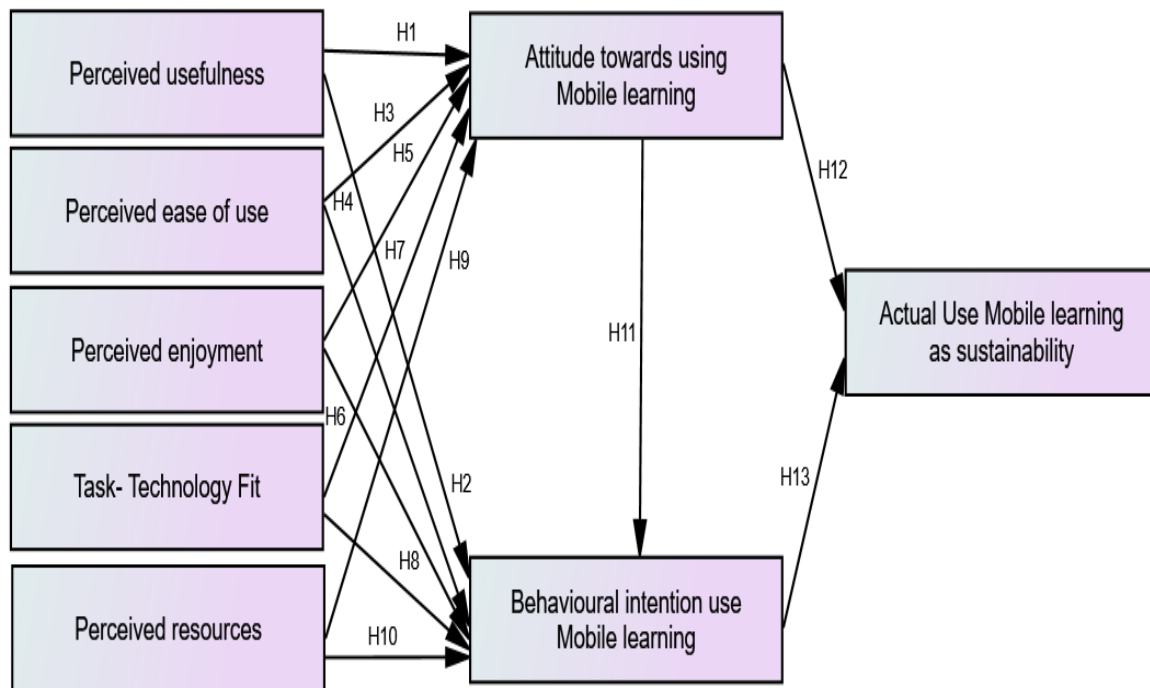 Perceived usefulness
Perceived ease of use
Perceived enjoyment
Task- Technology Fit
Perceived resources
H1
H3
H5
H4
H7
H9
H6
H2
H8
H10
Attitude towards using
Mobile learning
H11
Behavioural intention use
Mobile learning
H12
H13
Actual Use Mobile learning
as sustainability